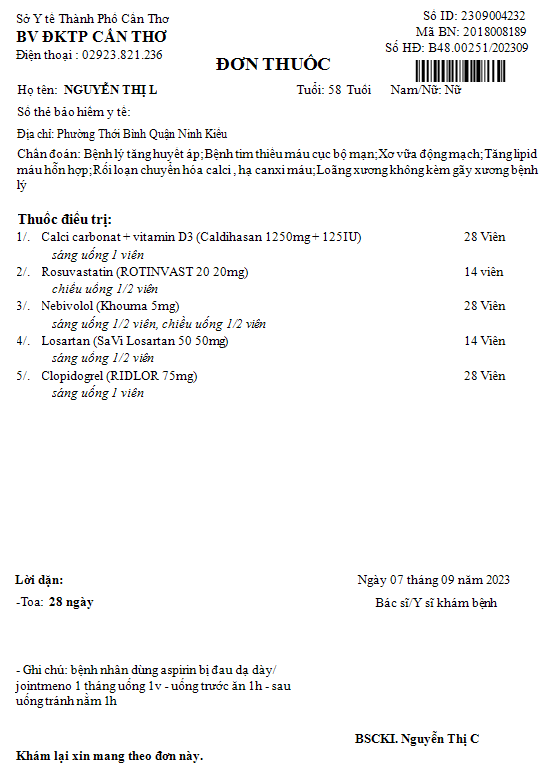 Sở Y tế Thành Phố Cần Thơ
BV ĐKTP CẦN THƠ
Điện thoại : 02923.821.236
Số ID: 2309004232
Mã BN: 2018008189
Số HĐ: B48.00251/202309
ĐƠN THUỐC
Họ tên: NGUYỄN THỊ L Tuổi: 58 Tuổi Nam/Nữ: Nữ
Số thẻ bảo hiểm y tế:
Địa chỉ: Phường Thới Bình Quận Ninh Kiều
Chẩn đoán: Bệnh lý tăng huyết áp;Bệnh tim thiếu máu cục bộ mạn;Xơ vữa động mạch;Tăng lipid
máu hỗn hợp;Rối loạn chuyển hóa calci , hạ canxi máu;Loãng xương không kèm gãy xương bệnh
lý
Thuốc điều trị:
1/. Calci carbonat + vitamin D3 (Caldihasan 1250mg + 125IU) 28 Viên
sáng uống 1 viên
2/. Rosuvastatin (ROTINVAST 20 20mg) 14 viên
chiều uống 1/2 viên
3/. Nebivolol (Khouma 5mg) 28 Viên
sáng uống 1/2 viên, chiều uống 1/2 viên
4/. Losartan (SaVi Losartan 50 50mg) 14 Viên
sáng uống 1/2 viên
5/. Clopidogrel (RIDLOR 75mg) 28 Viên
sáng uống 1 viên
Lời dặn:
-Toa: 28 ngày
Ngày 07 tháng 09 năm 2023
Bác sĩ/Y sĩ khám bệnh
- Ghi chú: bệnh nhân dùng aspirin bị đau dạ dày/
jointmeno 1 tháng uống 1v - uống trước ăn 1h - sau
uống tránh nằm 1h
BSCKI. Nguyễn Thị C
Khám lại xin mang theo đơn này.